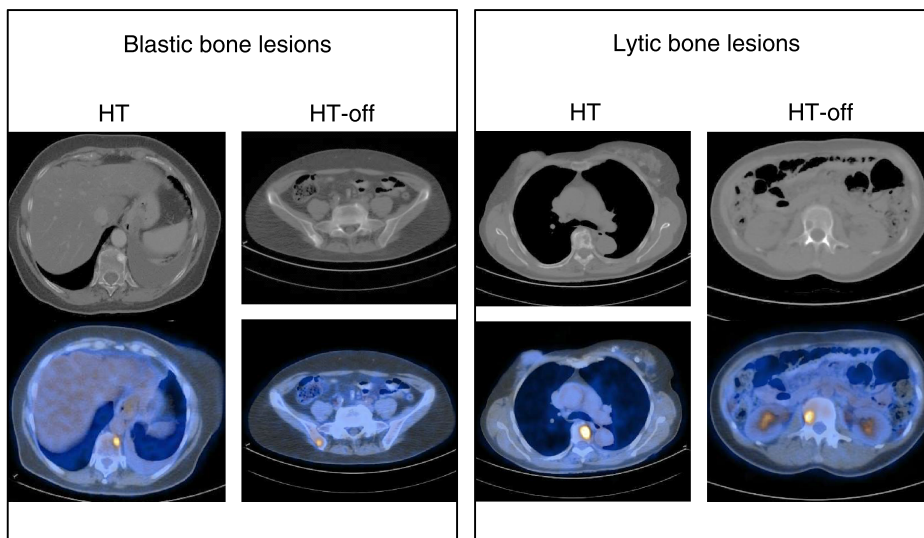 Blastic bone lesions
HT
HT-off
Lytic bone lesions
HT
HT-off